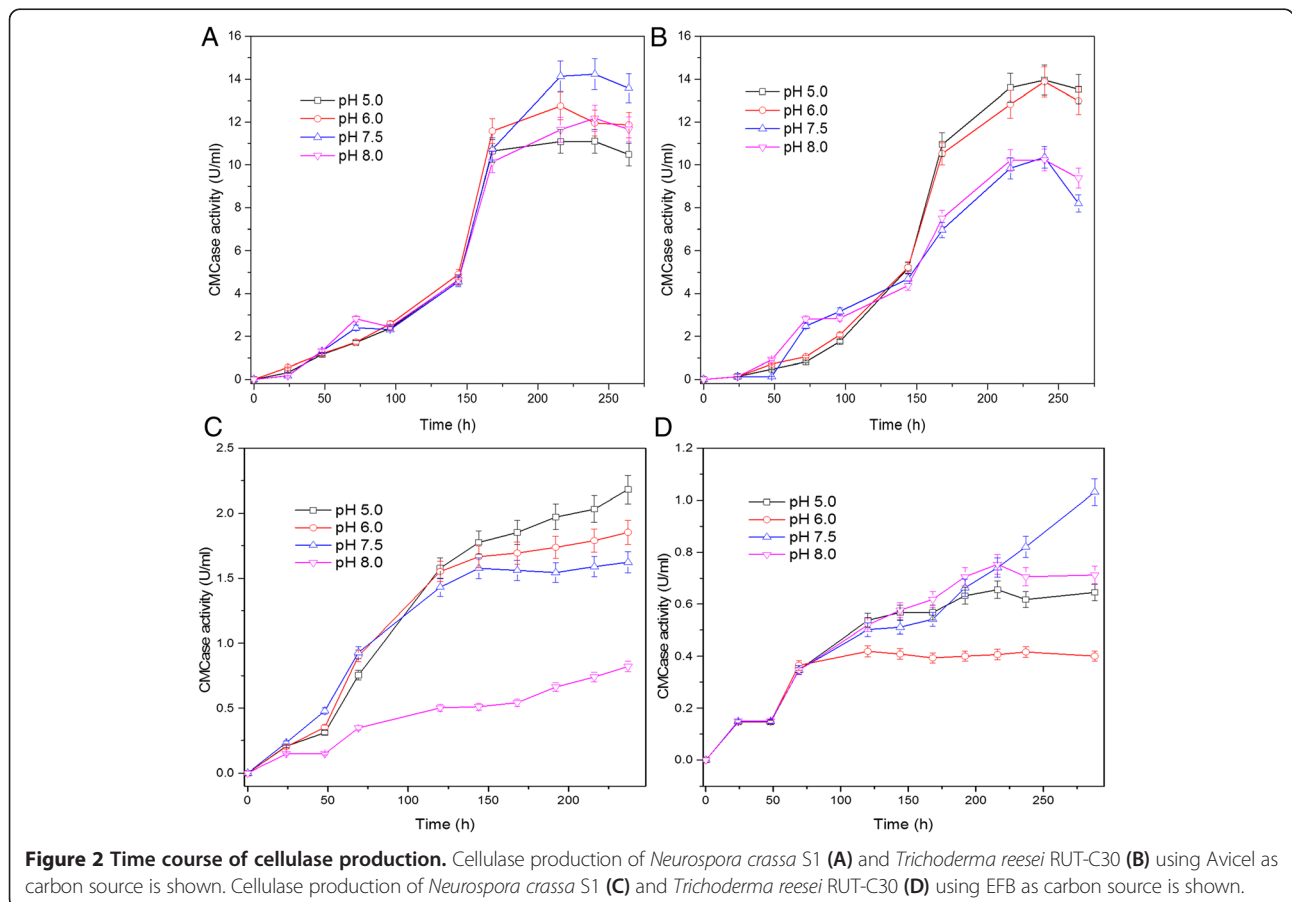 A
16
14
12
10
8
6
4
2
0
CMCase activity (U/ml)
pH 5.0
pH 6.0
pH 7.5
pH 8.0
0 50 100 150 200 250
Time (h)
B
16
14
12
10
8
6
4
2
0
CMCase activity (U/ml)
pH 5.0
pH 6.0
pH 7.5
pH 8.0
0 50 100 150 200 250
Time (h)
C
2.5
2.0
1.5
1.0
0.5
0.0
CMCase activity (U/ml)
pH 5.0
pH 6.0
pH 7.5
pH 8.0
0 50 100 150 200
Time (h)
D
1.2
1.0
0.8
0.6
0.4
0.2
0.0
CMCase activity (U/ml)
pH 5.0
pH 6.0
pH 7.5
pH 8.0
0 50 100 150 200 250
Time (h)
Figure 2 Time course of cellulase production. Cellulase production of Neurospora crassa S1 (A) and Trichoderma reesei RUT-C30 (B) using Avicel as
carbon source is shown. Cellulase production of Neurospora crassa S1 (C) and Trichoderma reesei RUT-C30 (D) using EFB as carbon source is shown.